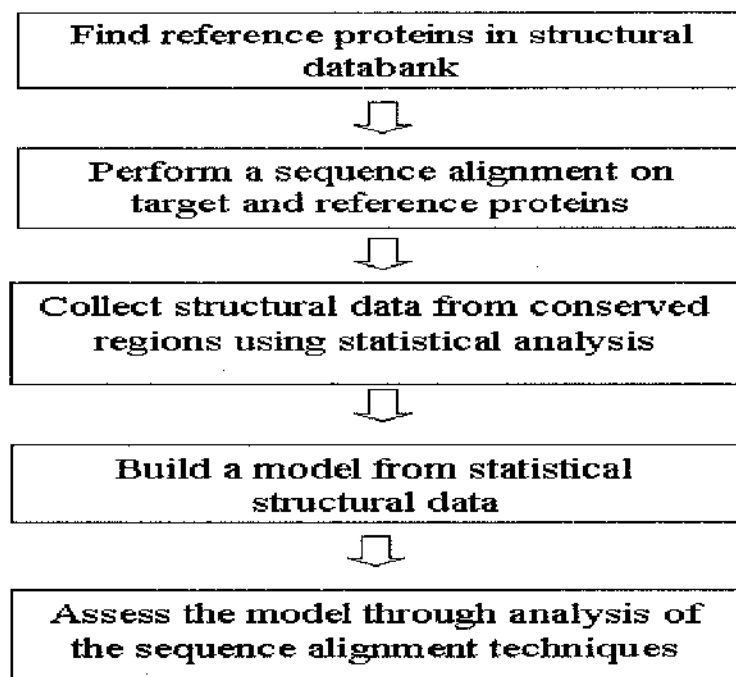 Find reference proteins in structural
databank
Perform a sequence alignment on
target and reference proteins
Collect structural data from conserved
regions using statistical analysis
Build a model from statistical
structural data
Assess the model through analysis of
the sequence alignment techniques